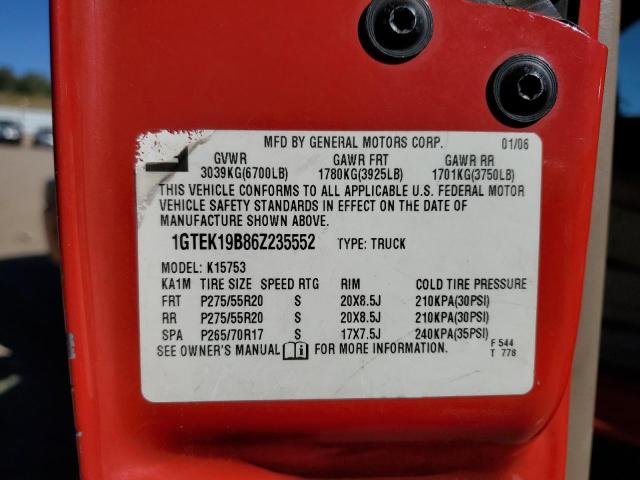 MFD BY GENERAL MOTORS CORP. 01/06
GVWR GAWR FRT GAWR RR
3039KG(6700LB) 1780KG(3925LB) 1701KG(3750LB)
THIS VEHICLE CONFORMS TO ALL APPLICABLE U.S. FEDERAL MOTOR
VEHICLE SAFETY STANDARDS IN EFFECT ON THE DATE OF
MANUFACTURE SHOWN ABOVE.
1GTEK19B86Z235552 TYPE: TRUCK
MODEL: K15753
KA1M TIRE SIZE SPEED RTG RIM COLD TIRE PRESSURE
FRT P275/55R20 S 20X8.5J 210KPA(30PSI)
RR P275/55R20 S 20X8.5J 210KPA(30PSI)
SPA P265/70R17 S 17X7.5J 240KPA(35PSI)
SEE OWNER'S MANUAL i FOR MORE INFORMATION.
F 544
T 778